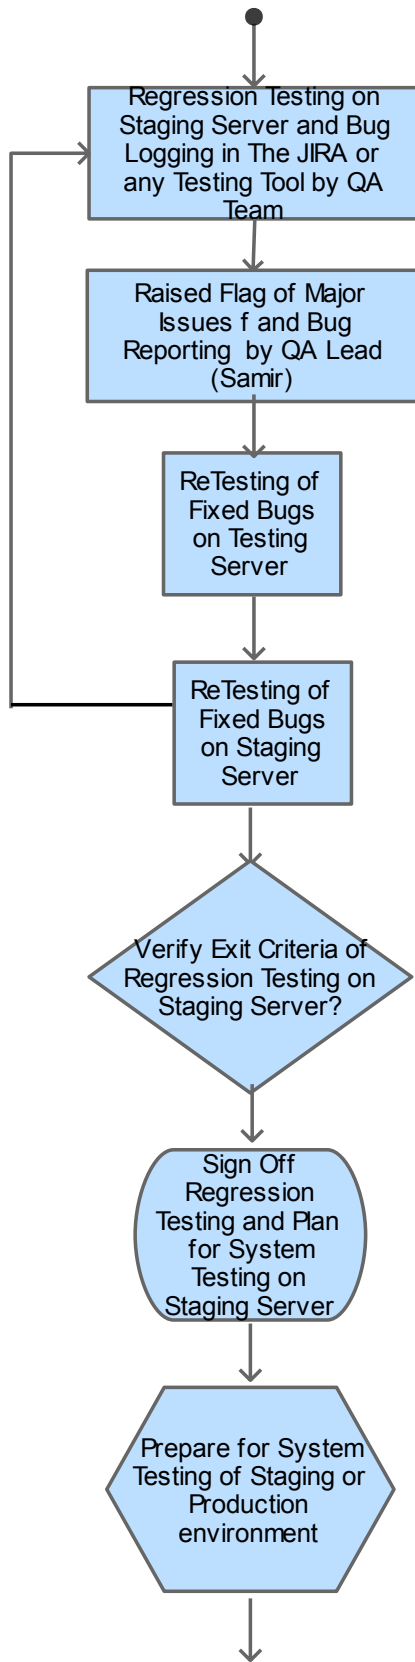 Regression Testing on
Staging Server and Bug
Logging in The JIRA or
any Testing Tool by QA
Team
Raised Flag of Major
Issues f and Bug
Reporting by QA Lead
(Samir)
ReTesting of
Fixed Bugs
on Testing
Server
ReTesting of
Fixed Bugs
on Staging
Server
Verify Exit Criteria of
Regression Testing on
Staging Server?
Sign Off
Regression
Testing and Plan
for System
Testing on
Staging Server
Prepare for System
Testing of Staging or
Production
environment